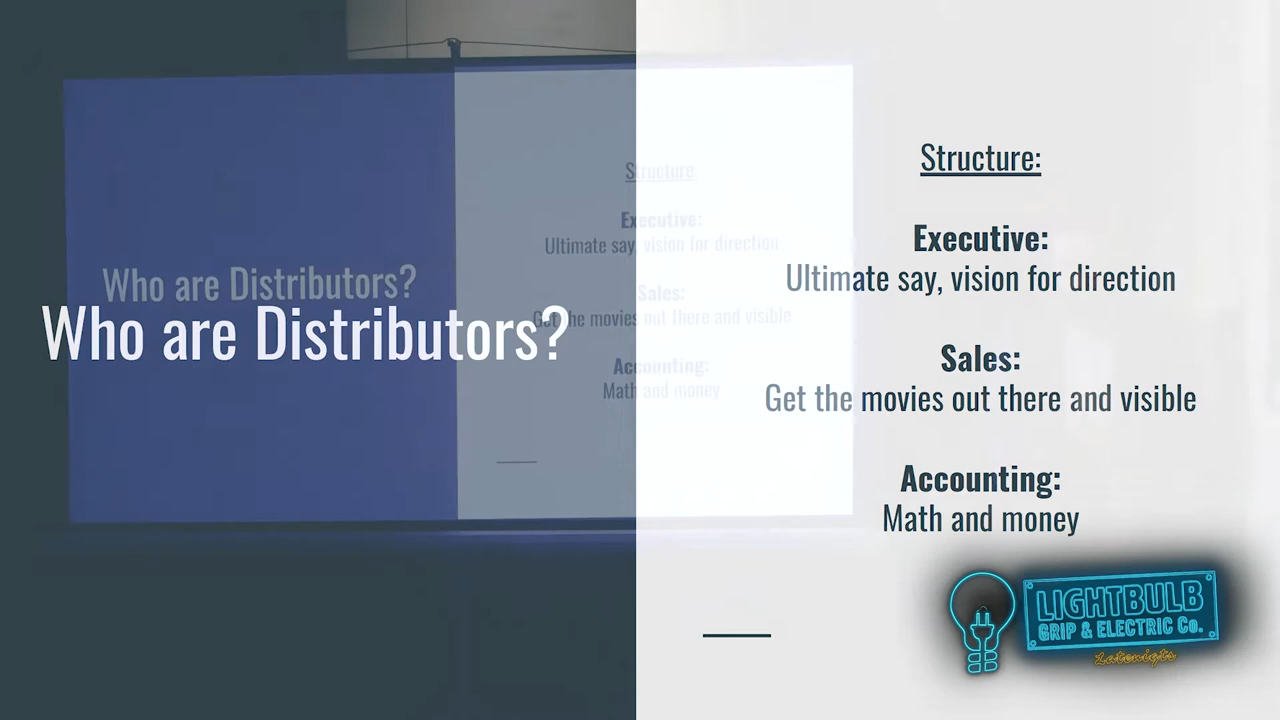 Who are Distributors?
Who are Distributors?
Structure:
Executive:
Ultimate say, vision for direction
Sales:
Get the movies out there and visible
Accounting:
Math and money
Structure
Executive:
Ultimate say, vision for direction
Sales:
Get the movies out there and visible
Accounting:
Math and money
LIGHTBULB
GRIP & ELECTRIC Co.
Latenigts